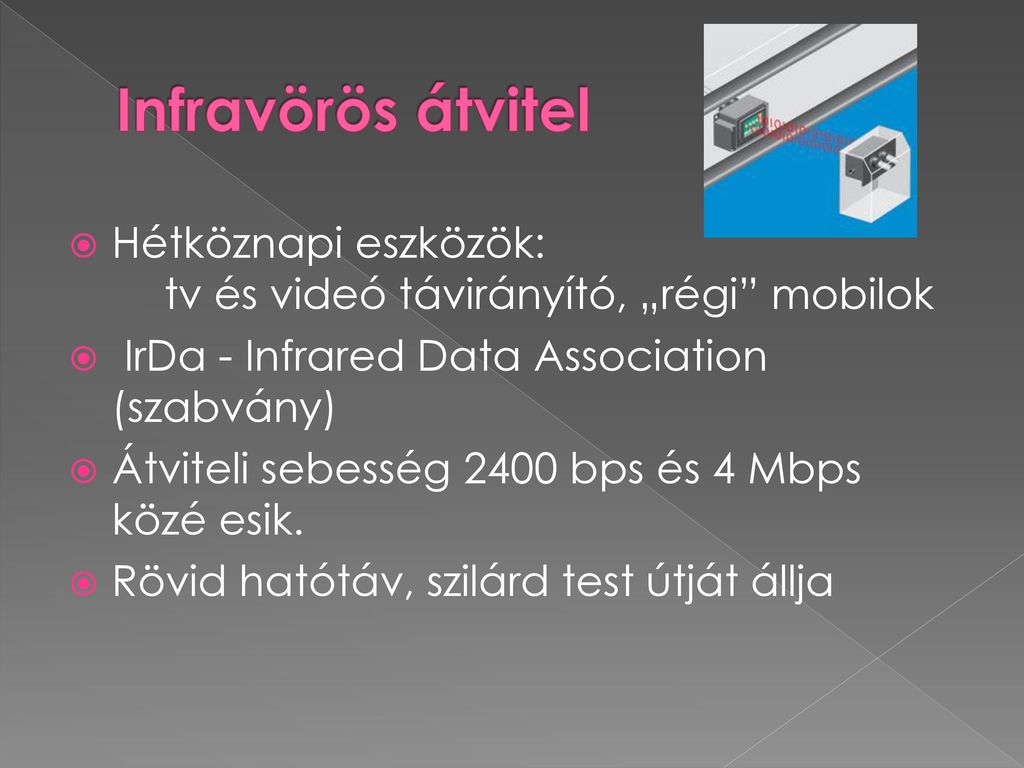 Infravörös átvitel
Hétköznapi eszközök:
tv és videó távirányító, „régi” mobilok
IrDa - Infrared Data Association
(szabvány)
Átviteli sebesség 2400 bps és 4 Mbps
közé esik.
Rövid hatótáv, szilárd test útját állja